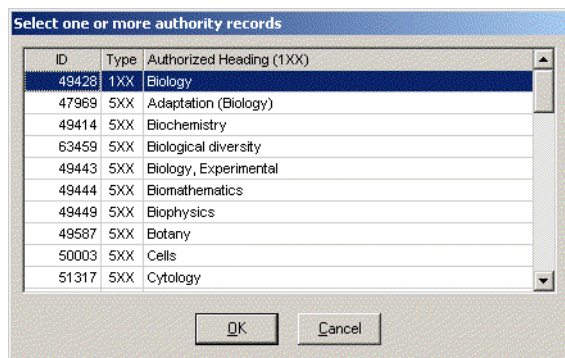 Select one or more authority records
ID Type Authorized Heading (1XX)
49428 1XX Biology
47969 5XX Adaptation (Biology)
49414 5XX Biochemistry
63459 5XX Biological diversity
49443 5XX Biology, Experimental
49444 5XX Biomathematics
49449 5XX Biophysics
49587 5XX Botany
50003 5XX Cells
51317 5XX Cytology
OK Cancel